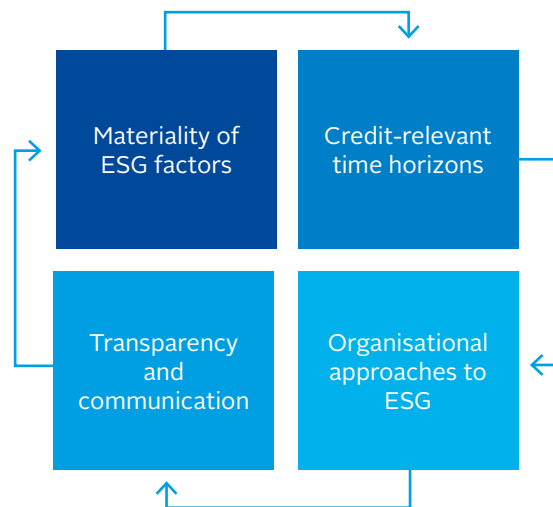 Materiality of
ESG factors
Credit-relevant
time horizons
Transparency
and
communication
Organisational
approaches to
ESG